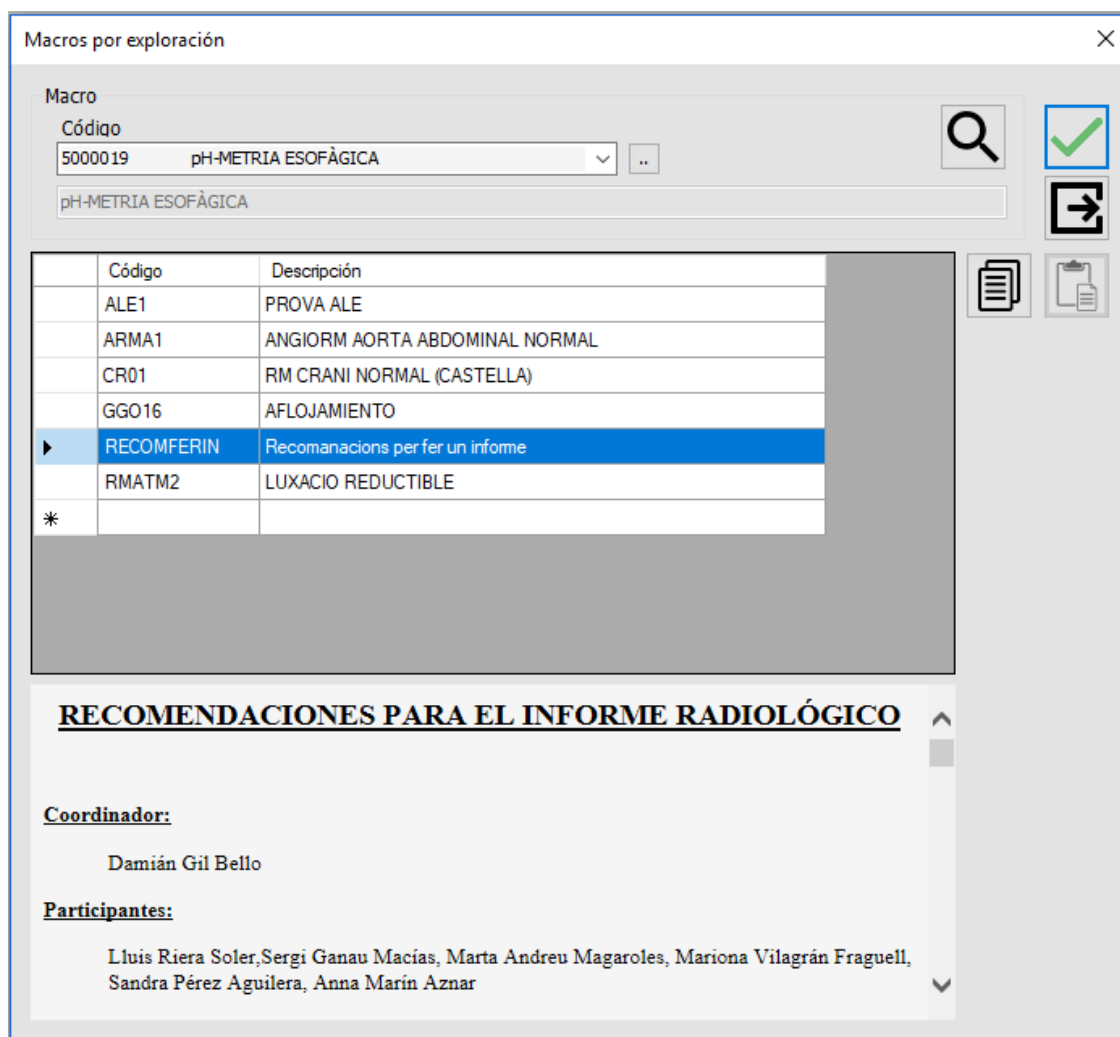 Macros por exploración
Macro
Código
5000019 pH-METRIA ESOFÀGICA
..
pH-METRIA ESOFÀGICA
Código Descripción
ALE1 PROVA ALE
ARMA1 ANGIORM AORTA ABDOMINAL NORMAL
CR01 RM CRANI NORMAL (CASTELLA)
GGO16 AFLOJAMIENTO
RECOMFERIN Recomanacions per fer un informe
RMATM2 LUXACIO REDUCTIBLE
RECOMENDACIONES PARA EL INFORME RADIOLÓGICO
Coordinador:
Damián Gil Bello
Participantes:
Lluis Riera Soler,Sergi Ganau Macías, Marta Andreu Magaroles, Mariona Vilagrán Fraguell,
Sandra Pérez Aguilera, Anna Marín Aznar